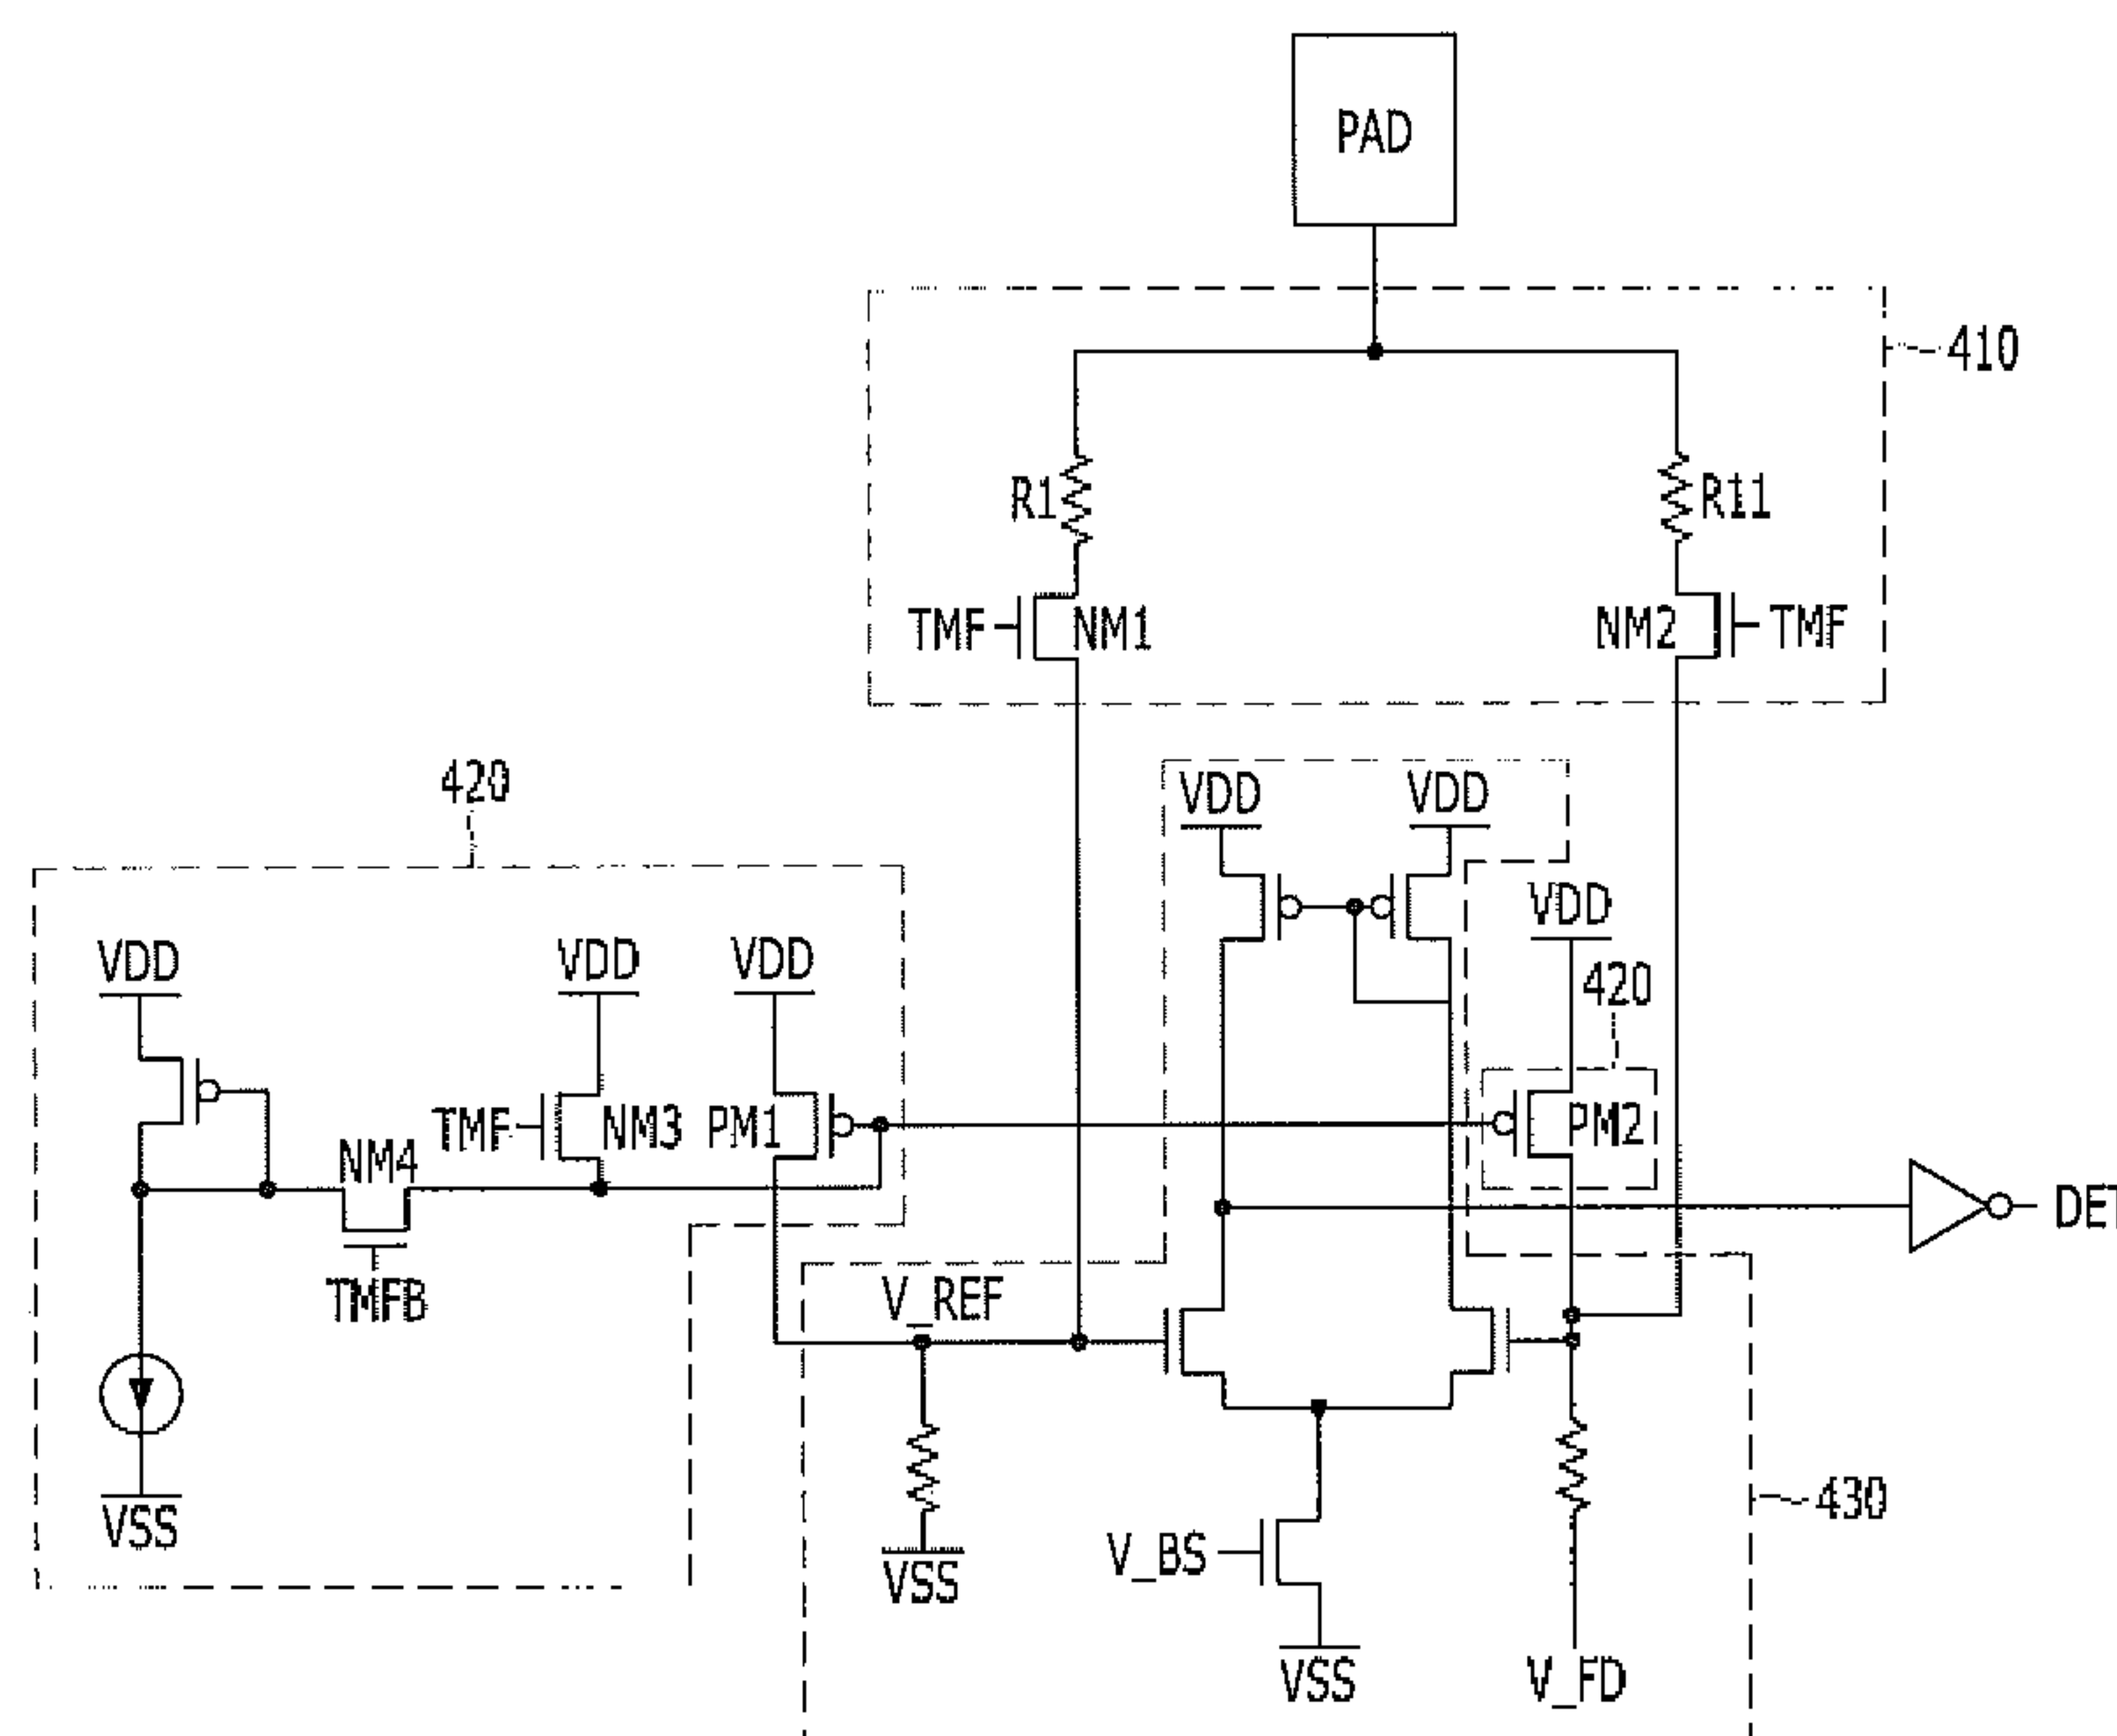 PAD
410
R1
R11
TMF
NM1
NM2
TMF
420
VDD
VDD
VDD
420
VDD
VDD
VDD
TMF
NM3
PM1
PM2
NM4
TMFB
DET
V_REF
430
VSS
VSS
V_BS
VSS
V_FD